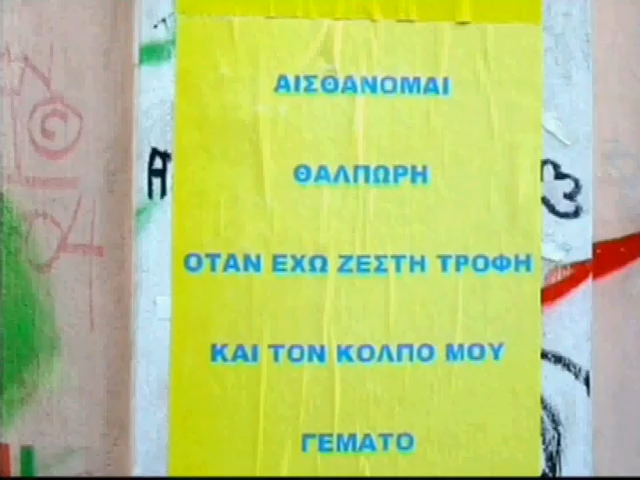 ΑΙΣΘΑΝΟΜΑΙ
ΘΑΛΠΩΡΗ
ΟΤΑΝ ΕΧΩ ΖΕΣΤΗ ΤΡΟΦΗ
ΚΑΙ ΤΟΝ ΚΟΛΠΟ ΜΟΥ
ΓΕΜΑΤΟ